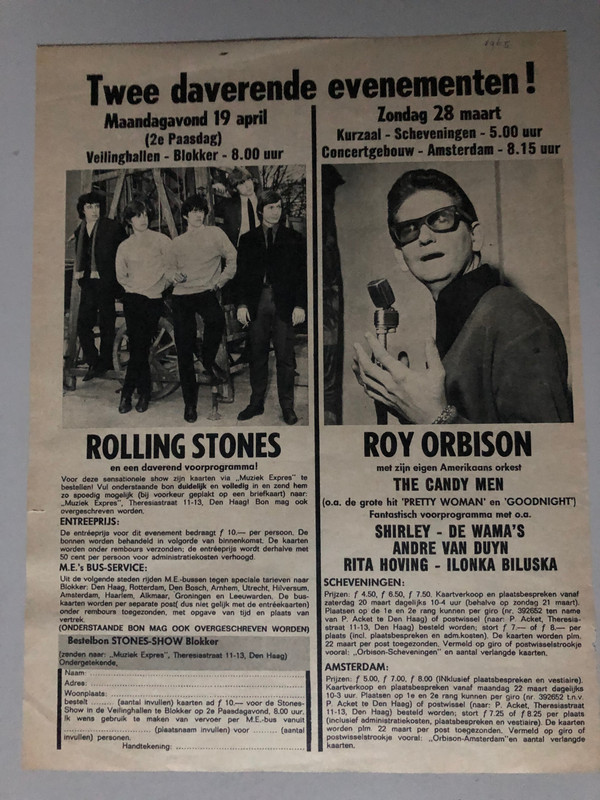 1965
Twee daverende evenementen!
Maandagavond 19 april
(2e Paasdag)
Veilinghallen - Blokker - 8.00 uur
ROLLING STONES
en een daverend voorprogramma!
Voor deze sensationele show zijn kaarten via „Muziek Expres" te
bestellen! Vul onderstaande bon duidelijk en volledig in en zend hem
zo spoedig mogelijk (bij voorkeur geplakt op een briefkaart) naar:
„Muziek Expres", Theresiastraat 11-13, Den Haag! Bon mag ook
overgeschreven worden.
ENTREEPRIJS:
De entréeprijs voor dit evenement bedraagt ƒ 10.— per persoon. De
bonnen worden behandeld in volgorde van binnenkomst. De kaarten
worden onder rembours verzonden; de entréeprijs wordt derhalve met
50 cent per persoon voor administratiekosten verhoogd.
M.E.'s BUS-SERVICE:
Uit de volgende steden rijden M.E.-bussen tegen speciale tarieven naar
Blokker: Den Haag, Rotterdam, Den Bosch, Arnhem, Utrecht, Hilversum,
Amsterdam, Haarlem, Alkmaar, Groningen en Leeuwarden. De bus-
kaarten worden per separate post( dus niet gelijk met de entréekaarten)
onder rembours toegezonden, met opgave van tijd en plaats van
vertrek.
(ONDERSTAANDE BON MAG OOK OVERGESCHREVEN WORDEN)
Bestelbon STONES-SHOW Blokker
(zenden naar: „Muziek Expres", Theresiastraat 11-13, Den Haag)
Ondergetekende,
Naam:
Adres:
Woonplaats:
bestelt ........ (aantal invullen) kaarten ad ƒ 10.— voor de Stones-
Show in de Veilinghallen te Blokker op 2e Paasdagavond, 8.00 uur.
Ik wens gebruik te maken van vervoer per M.E.-bus vanuit
........ (plaatsnaam invullen) voor ........ (aantal
invullen) personen.
Handtekening:
Zondag 28 maart
Kurzaal - Scheveningen - 5.00 uur
Concertgebouw - Amsterdam - 8.15 uur
ROY ORBISON
met zijn eigen Amerikaans orkest
THE CANDY MEN
(o.a. de grote hit 'PRETTY WOMAN' en 'GOODNIGHT')
Fantastisch voorprogramma met o.a.
SHIRLEY - DE WAMA'S
ANDRE VAN DUYN
RITA HOVING - ILONKA BILUSKA
SCHEVENINGEN:
Prijzen: ƒ 4.50, ƒ 6.50, ƒ 7.50. Kaartverkoop en plaatsbespreken vanaf
zaterdag 20 maart dagelijks 10-4 uur (behalve op zondag 21 maart).
Plaatsen op de 1e en 2e rang kunnen per giro (nr. 392652 ten name
van P. Acket te Den Haag) of postwissel (naar: P. Acket, Theresia-
straat 11-13, Den Haag) besteld worden; stort ƒ 7.— of ƒ 8.— per
plaats (incl. plaatsbespreken en adm.kosten). De kaarten worden plm.
22 maart per post toegezonden. Vermeld op giro of postwisselstrookje
vooral: „Orbison-Scheveningen" en aantal verlangde kaarten.
AMSTERDAM:
Prijzen: ƒ 5.00, ƒ 7.00, ƒ 8.00 (INklusief plaatsbespreken en vestiaire).
Kaartverkoop en plaatsbespreken vanaf maandag 22 maart dagelijks
10-3 uur. Plaatsen op 1e en 2e rang kunnen per giro (nr. 392652 t.n.v.
P. Acket te Den Haag) of postwissel (naar: P. Acket, Theresiastraat
11-13, Den Haag) besteld worden; stort ƒ 7.25 of ƒ 8.25 per plaats
(inclusief administratiekosten, plaatsbespreken en vestiaire). De kaarten
worden plm. 22 maart per post toegezonden. Vermeld op giro of
postwisselstrookje vooral: „Orbison-Amsterdam"en aantal verlangde
kaarten.